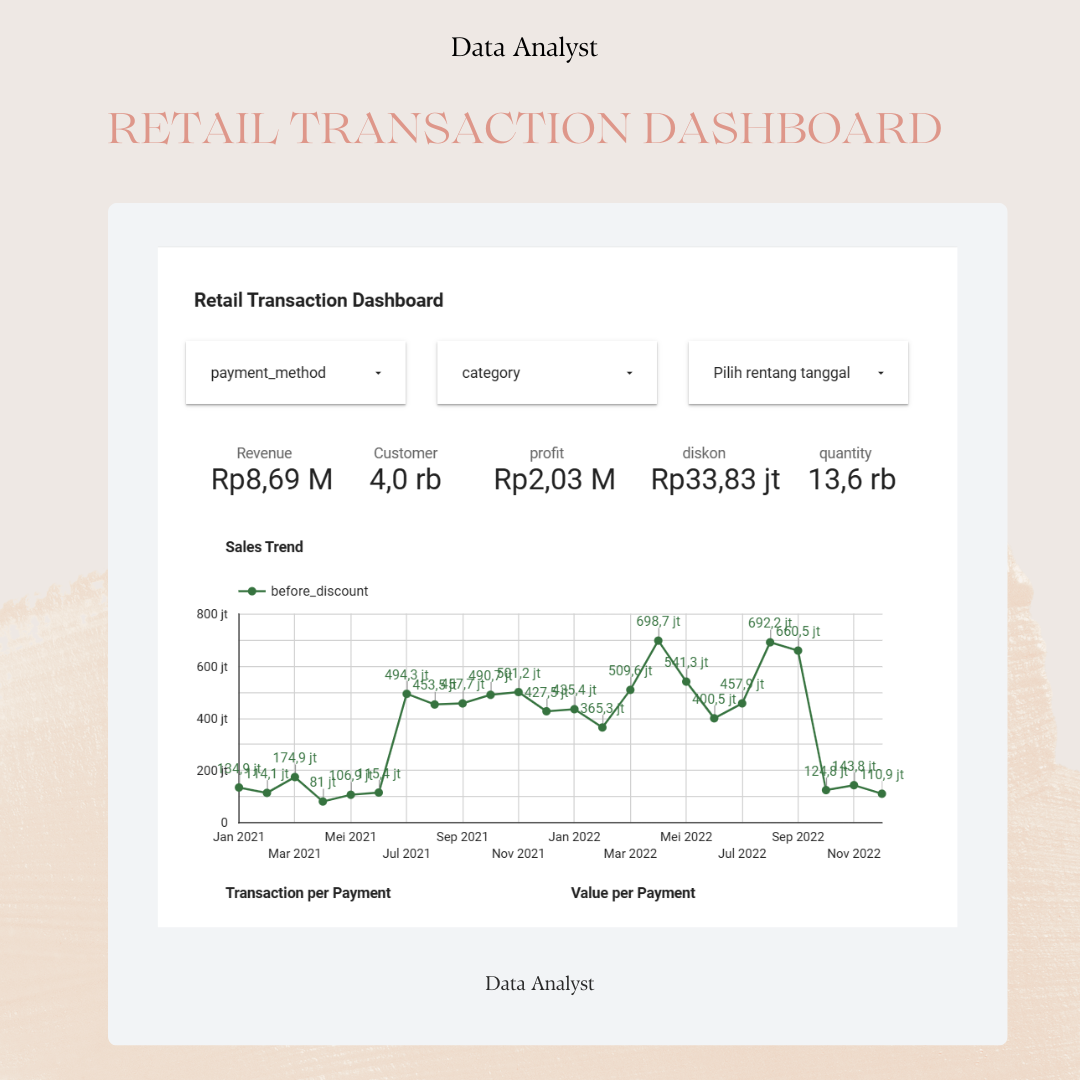 Data Analyst
RETAIL TRANSACTION DASHBOARD
Retail Transaction Dashboard
payment_method category Pilih rentang tanggal
Revenue Customer profit diskon quantity
Rp8,69 M 4,0 rb Rp2,03 M Rp33,83 jt 13,6 rb
Sales Trend
before_discount
800 jt
698,7 jt 692,2 jt 660,5 jt
600 jt
541,3 jt 509,6 jt
494,3 jt 490,7 jt 501,2 jt 457,7 jt 457,9 jt
427,5 jt 435,4 jt 365,3 jt 400,5 jt
400 jt
174,9 jt
200 jt 134,9 jt 114,1 jt 81 jt 106,9 jt 115,4 jt 124,8 jt 143,8 jt 110,9 jt
0
Jan 2021 Mei 2021 Sep 2021 Jan 2022 Mei 2022 Sep 2022
Mar 2021 Jul 2021 Nov 2021 Mar 2022 Jul 2022 Nov 2022
Transaction per Payment Value per Payment
Data Analyst